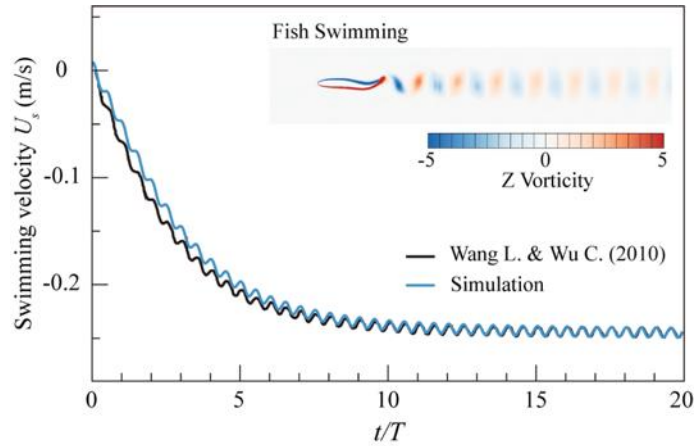 Fish Swimming
-5 0 5
Z Vorticity
Wang L. & Wu C. (2010)
Simulation
Swimming velocity Us (m/s)
0
-0.1
-0.2
0 5 10 15 20
t/T